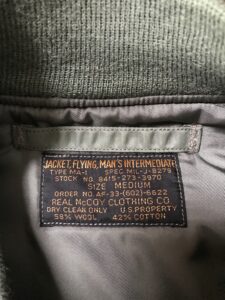 JACKET, FLYING, MAN'S INTERMEDIATE
TYPE MA-1 SPEC. MIL-J-8279
STOCK NO. 8415-273-3970
SIZE MEDIUM
ORDER NO. AF-33-(602)-6622
REAL McCOY CLOTHING CO.
DRY CLEAN ONLY U.S. PROPERTY
58% WOOL 42% COTTON